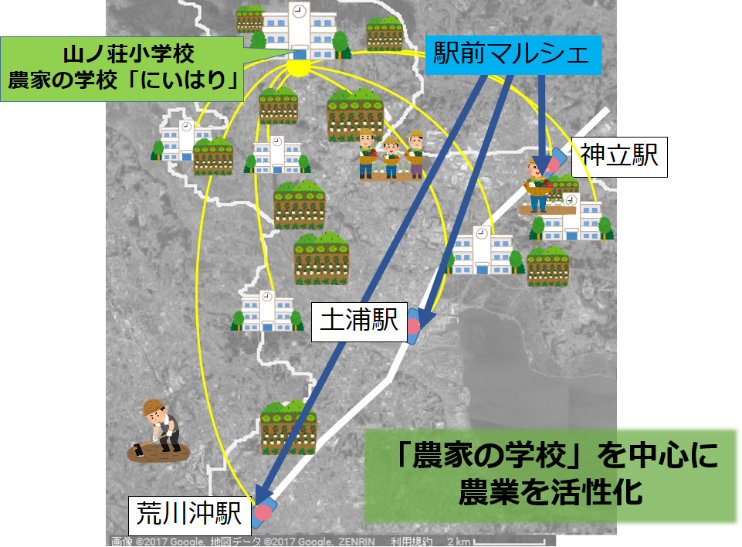 山ノ荘小学校
農家の学校「にいはり」
駅前マルシェ
神立駅
土浦駅
荒川沖駅
「農家の学校」を中心に
農業を活性化
画像 ©2017 Google, 地図データ ©2017 Google, ZENRIN 利用規約 2 km